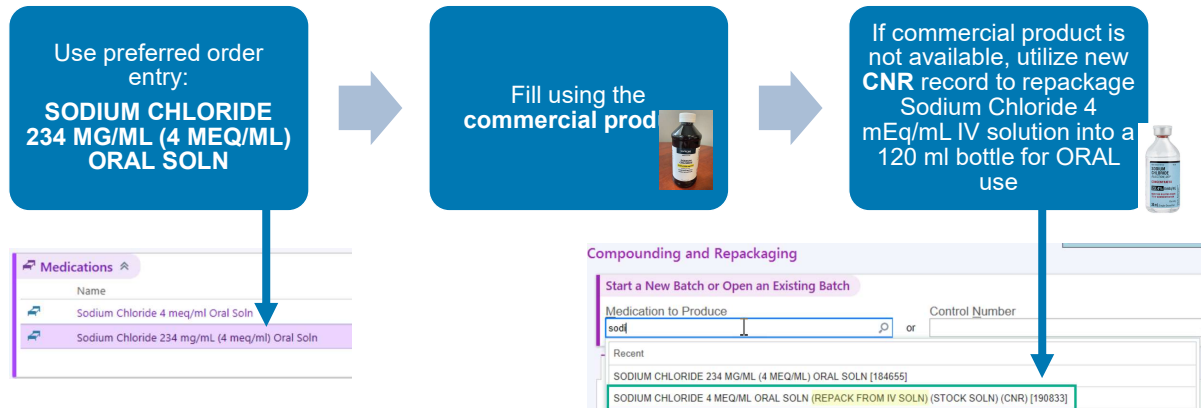 Use preferred order
entry:
SODIUM CHLORIDE
234 MG/ML (4 MEQ/ML)
ORAL SOLN
Fill using the
commercial prod
If commercial product is
not available, utilize new
CNR record to repackage
Sodium Chloride 4
mEq/mL IV solution into a
120 ml bottle for ORAL
use
SODIUM
CHLORIDE
Medications
Name
Sodium Chloride 4 meq/ml Oral Soln
Sodium Chloride 234 mg/mL (4 meq/ml) Oral Soln
Compounding and Repackaging
Start a New Batch or Open an Existing Batch
Medication to Produce
Control Number
sodi
or
Recent
SODIUM CHLORIDE 234 MG/ML (4 MEQ/ML) ORAL SOLN [184655]
SODIUM CHLORIDE 4 MEQ/ML ORAL SOLN (REPACK FROM IV SOLN) (STOCK SOLN) (CNR) [190833]